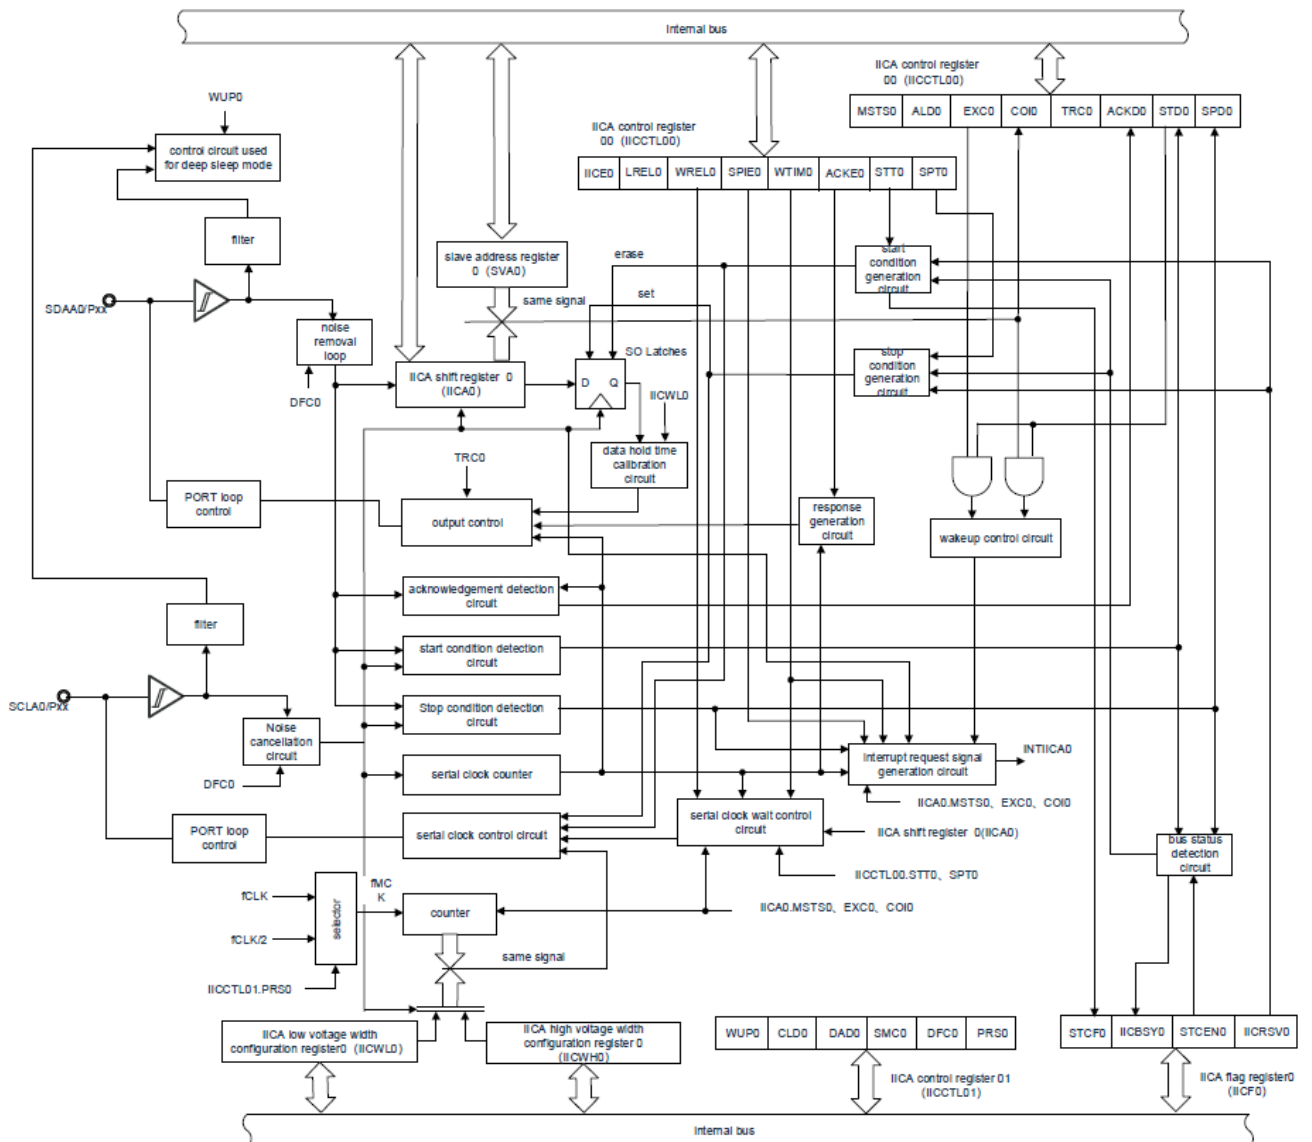 Internal bus
IICA control register
00 (IICCTL00)
MSTS0 ALD0 EXC0 COI0 TRC0 ACKD0 STD0 SPD0
WUP0
control circuit used
for deep sleep mode
IICA control register
00 (IICCTL00)
IICE0 LREL0 WREL0 SPIE0 WTIM0 ACKE0 STT0 SPT0
filter
slave address register
0 (SVA0)
erase
start
condition
generation
circuit
SDAA0/Pxx
set
same signal
noise
removal
loop
SO Latches
stop
condition
generation
circuit
IICA shift register 0
(IICA0)
D Q
DFC0
IICWL0
data hold time
calibration
circuit
TRC0
PORT loop
control
output control
response
generation
circuit
wakeup control circuit
acknowledgement detection
circuit
filter
start condition detection
circuit
SCLA0/Pxx
Stop condition detection
circuit
Noise
cancellation
circuit
interrupt request signal
generation circuit
INTIICA0
DFC0
serial clock counter
IICA0.MSTS0、EXC0、COI0
PORT loop
control
serial clock control circuit
serial clock wait control
circuit
IICA shift register 0(IICA0)
bus status
detection
circuit
IICCTL00.STT0、SPT0
fCLK
selector
fMC
K
counter
IICA0.MSTS0、EXC0、COI0
fCLK/2
same signal
IICCTL01.PRS0
IICA low voltage width
configuration register0 (IICWL0)
IICA high voltage width
configuration register 0
(IICWH0)
WUP0 CLD0 DAD0 SMC0 DFC0 PRS0
STCF0 IICBSY0 STCEN0 IICRSV0
IICA control register 01
(IICCTL01)
IICA flag register0
(IICF0)
Internal bus